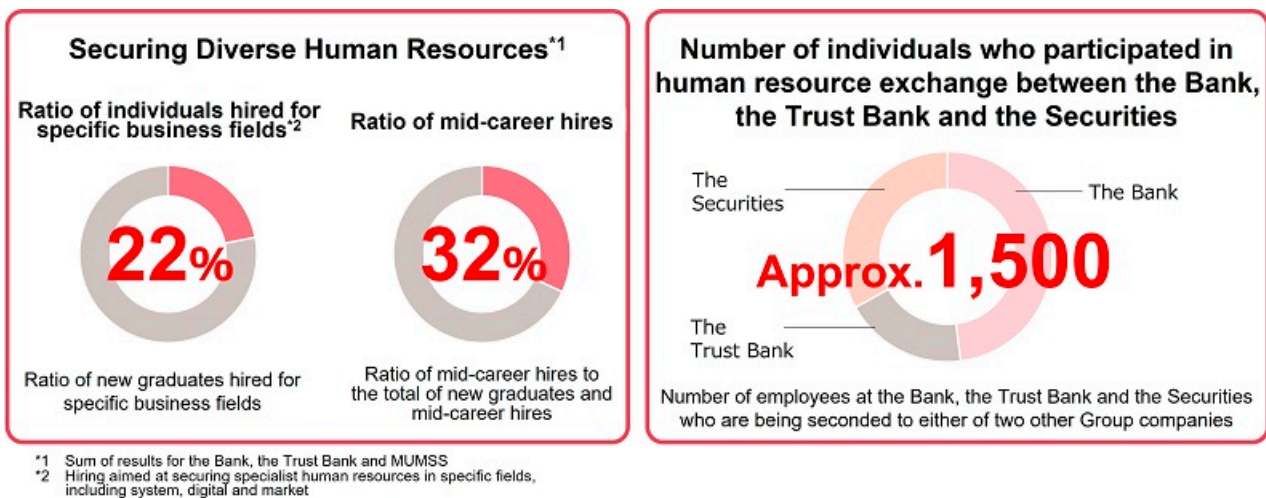 Securing Diverse Human Resources*1
Ratio of individuals hired for
specific business fields*2
22%
Ratio of new graduates hired for
specific business fields
Ratio of mid-career hires
32%
Ratio of mid-career hires to
the total of new graduates and
mid-career hires
Number of individuals who participated in
human resource exchange between the Bank,
the Trust Bank and the Securities
The
Securities
The Bank
Approx.1,500
The
Trust Bank
Number of employees at the Bank, the Trust Bank and the Securities
who are being seconded to either of two other Group companies
*1 Sum of results for the Bank, the Trust Bank and MUMSS
*2 Hiring aimed at securing specialist human resources in specific fields,
including system, digital and market